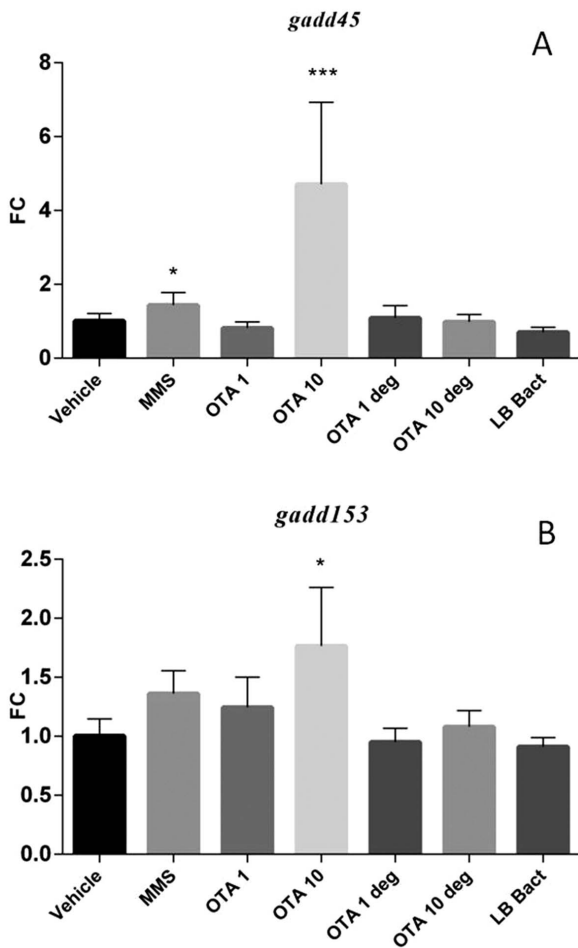 gadd45
A
***
8
6
4
2
0
FC
*
Vehicle
MMS
OTA 1
OTA 10
OTA 1 deg
OTA 10 deg
LB Bact
gadd153
B
*
2.5
2.0
1.5
1.0
0.5
0.0
FC
Vehicle
MMS
OTA 1
OTA 10
OTA 1 deg
OTA 10 deg
LB Bact